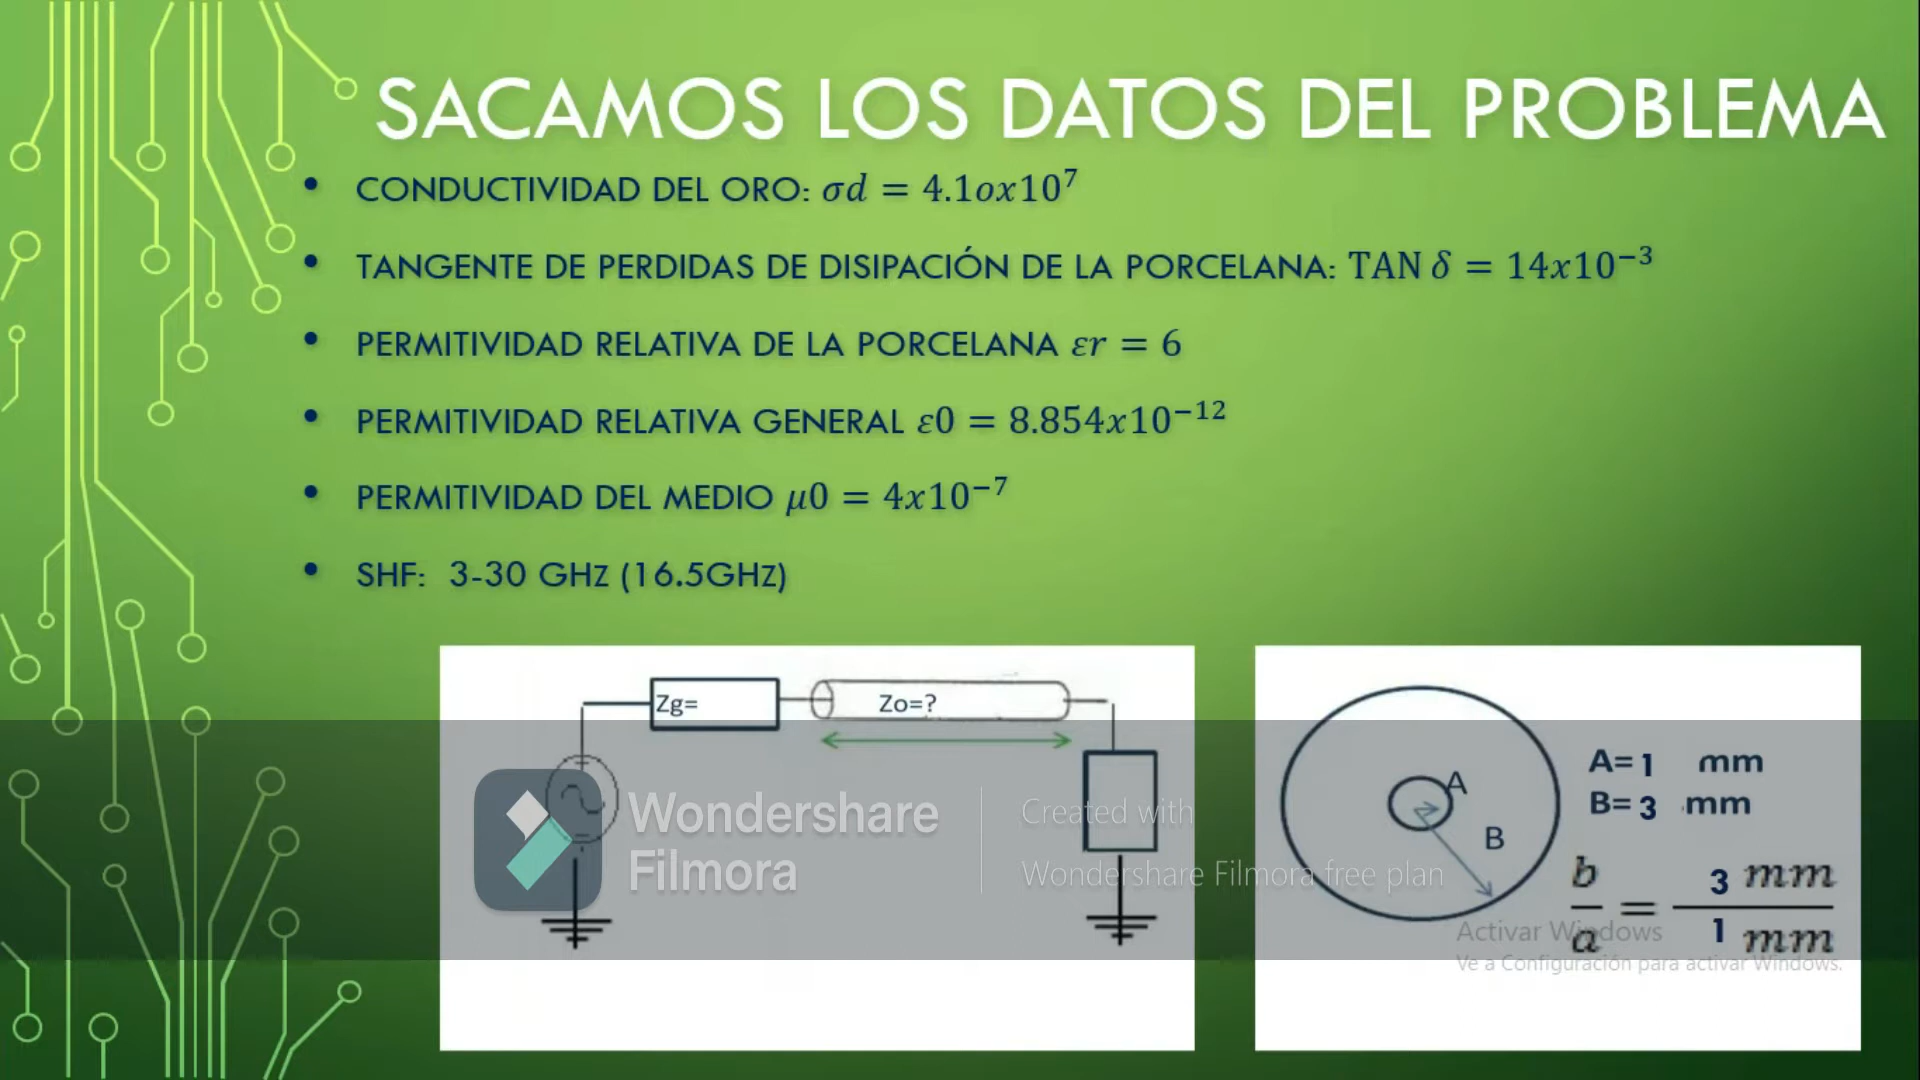 SACAMOS LOS DATOS DEL PROBLEMA
• CONDUCTIVIDAD DEL ORO: σd = 4.1ox10⁷
• TANGENTE DE PERDIDAS DE DISIPACIÓN DE LA PORCELANA: TAN δ = 14x10⁻³
• PERMITIVIDAD RELATIVA DE LA PORCELANA εr = 6
• PERMITIVIDAD RELATIVA GENERAL ε0 = 8.854x10⁻¹²
• PERMITIVIDAD DEL MEDIO μ0 = 4x10⁻⁷
• SHF: 3-30 GHz (16.5GHz)
Zg=
Zo=?
A
B
A= 1 mm
B= 3 mm
b/a = 3 mm / 1 mm
Wondershare
Filmora
Created with
Wondershare Filmora free plan
Activar Windows
Ve a Configuración para activar Windows.